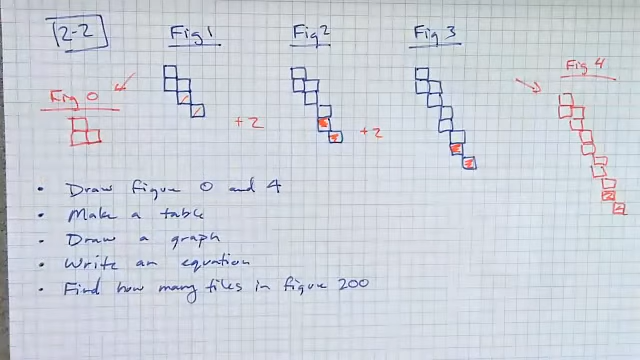 2-2
Fig 1
Fig 2
Fig 3
Fig 4
Fig 0
+2
+2
• Draw figure 0 and 4
• Make a table
• Draw a graph
• Write an equation
• Find how many tiles in figure 200